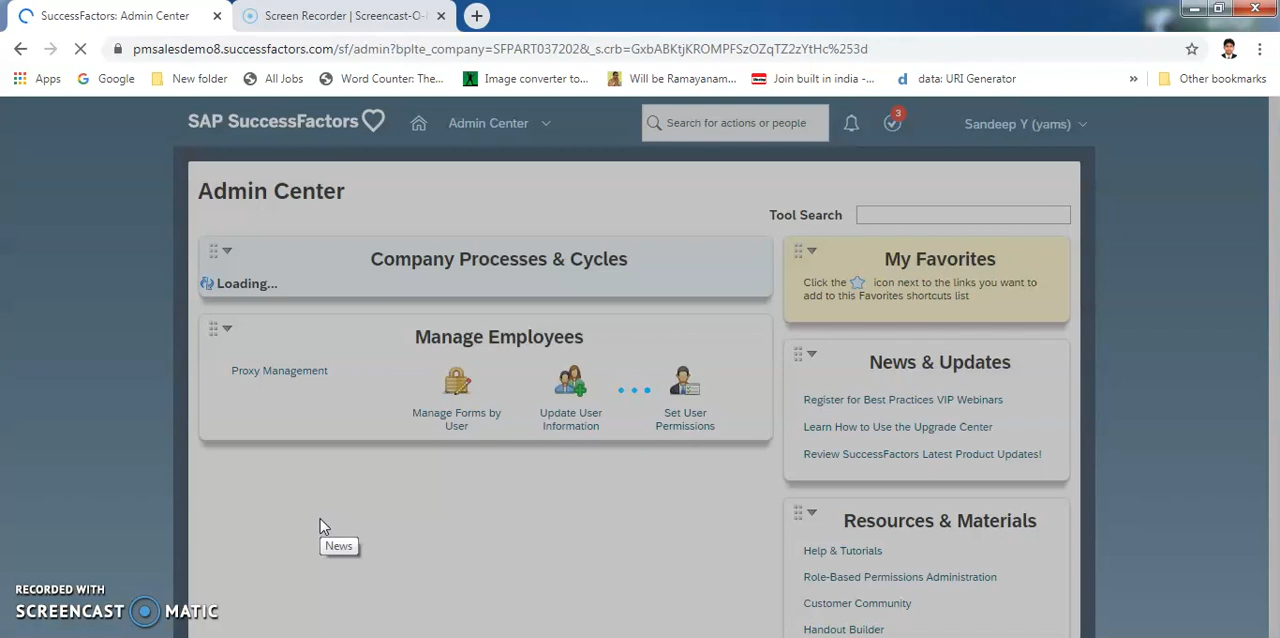 SuccessFactors: Admin Center
Screen Recorder | Screencast-O-
pmsalesdemo8.successfactors.com/sf/admin?bplte_company=SFPART037202&_s.crb=GxbABKtjKROMPFSzOZqTZ2zYtHc%253d
Apps
Google
New folder
All Jobs
Word Counter: The...
Image converter to...
Will be Ramayanan...
Join built in india -...
data: URI Generator
»
Other bookmarks
SAP SuccessFactors
Admin Center
Search for actions or people
3
Sandeep Y (yams)
Admin Center
Tool Search
Company Processes & Cycles
Loading...
My Favorites
Click the icon next to the links you want to
add to this Favorites shortcuts list
Manage Employees
Proxy Management
Manage Forms by
User
Update User
Information
Set User
Permissions
News & Updates
Register for Best Practices VIP Webinars
Learn How to Use the Upgrade Center
Review SuccessFactors Latest Product Updates!
Resources & Materials
Help & Tutorials
Role-Based Permissions Administration
Customer Community
Handout Builder
News
RECORDED WITH
SCREENCAST MATIC